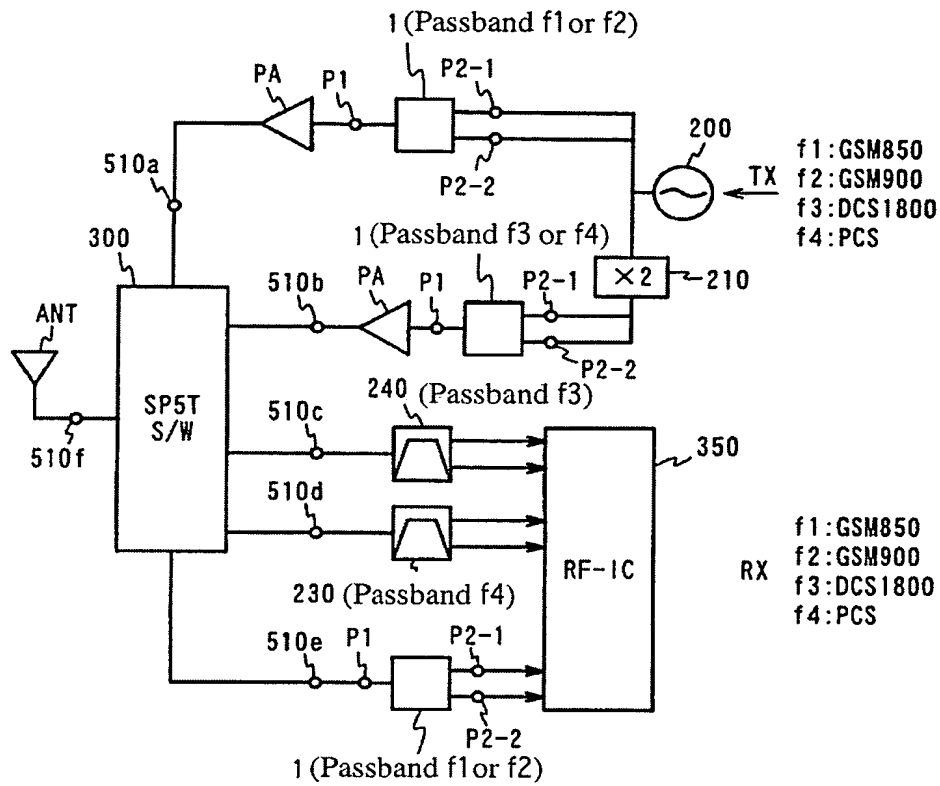 1 (Passband f1 or f2)
PA
P1
P2-1
P2-2
200
TX
f1:GSM850
f2:GSM900
f3:DCS1800
f4:PCS
510a
300
1 (Passband f3 or f4)
×2
210
510b
PA
P1
P2-1
P2-2
ANT
510f
SP5T
S/W
510c
240 (Passband f3)
350
510d
230 (Passband f4)
RF-IC
RX
f1:GSM850
f2:GSM900
f3:DCS1800
f4:PCS
510e
P1
P2-1
P2-2
1 (Passband f1 or f2)